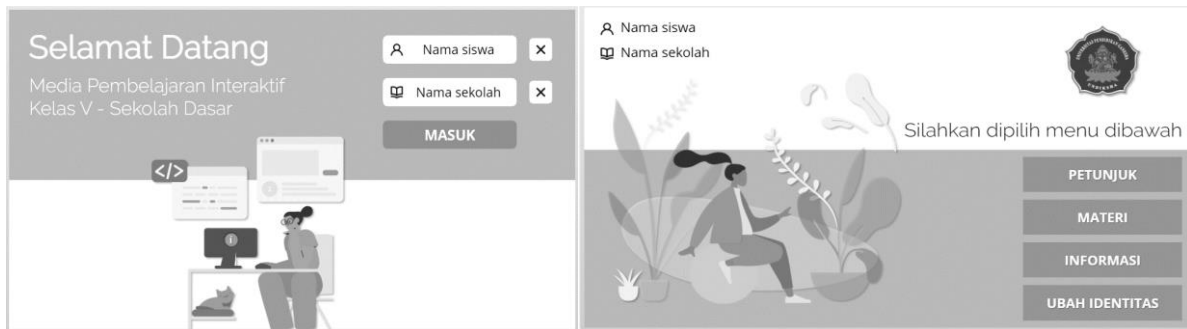 Selamat Datang
Media Pembelajaran Interaktif
Kelas V - Sekolah Dasar
Nama siswa
Nama sekolah
MASUK
</>
Nama siswa
Nama sekolah
Silahkan dipilih menu dibawah
PETUNJUK
MATERI
INFORMASI
UBAH IDENTITAS